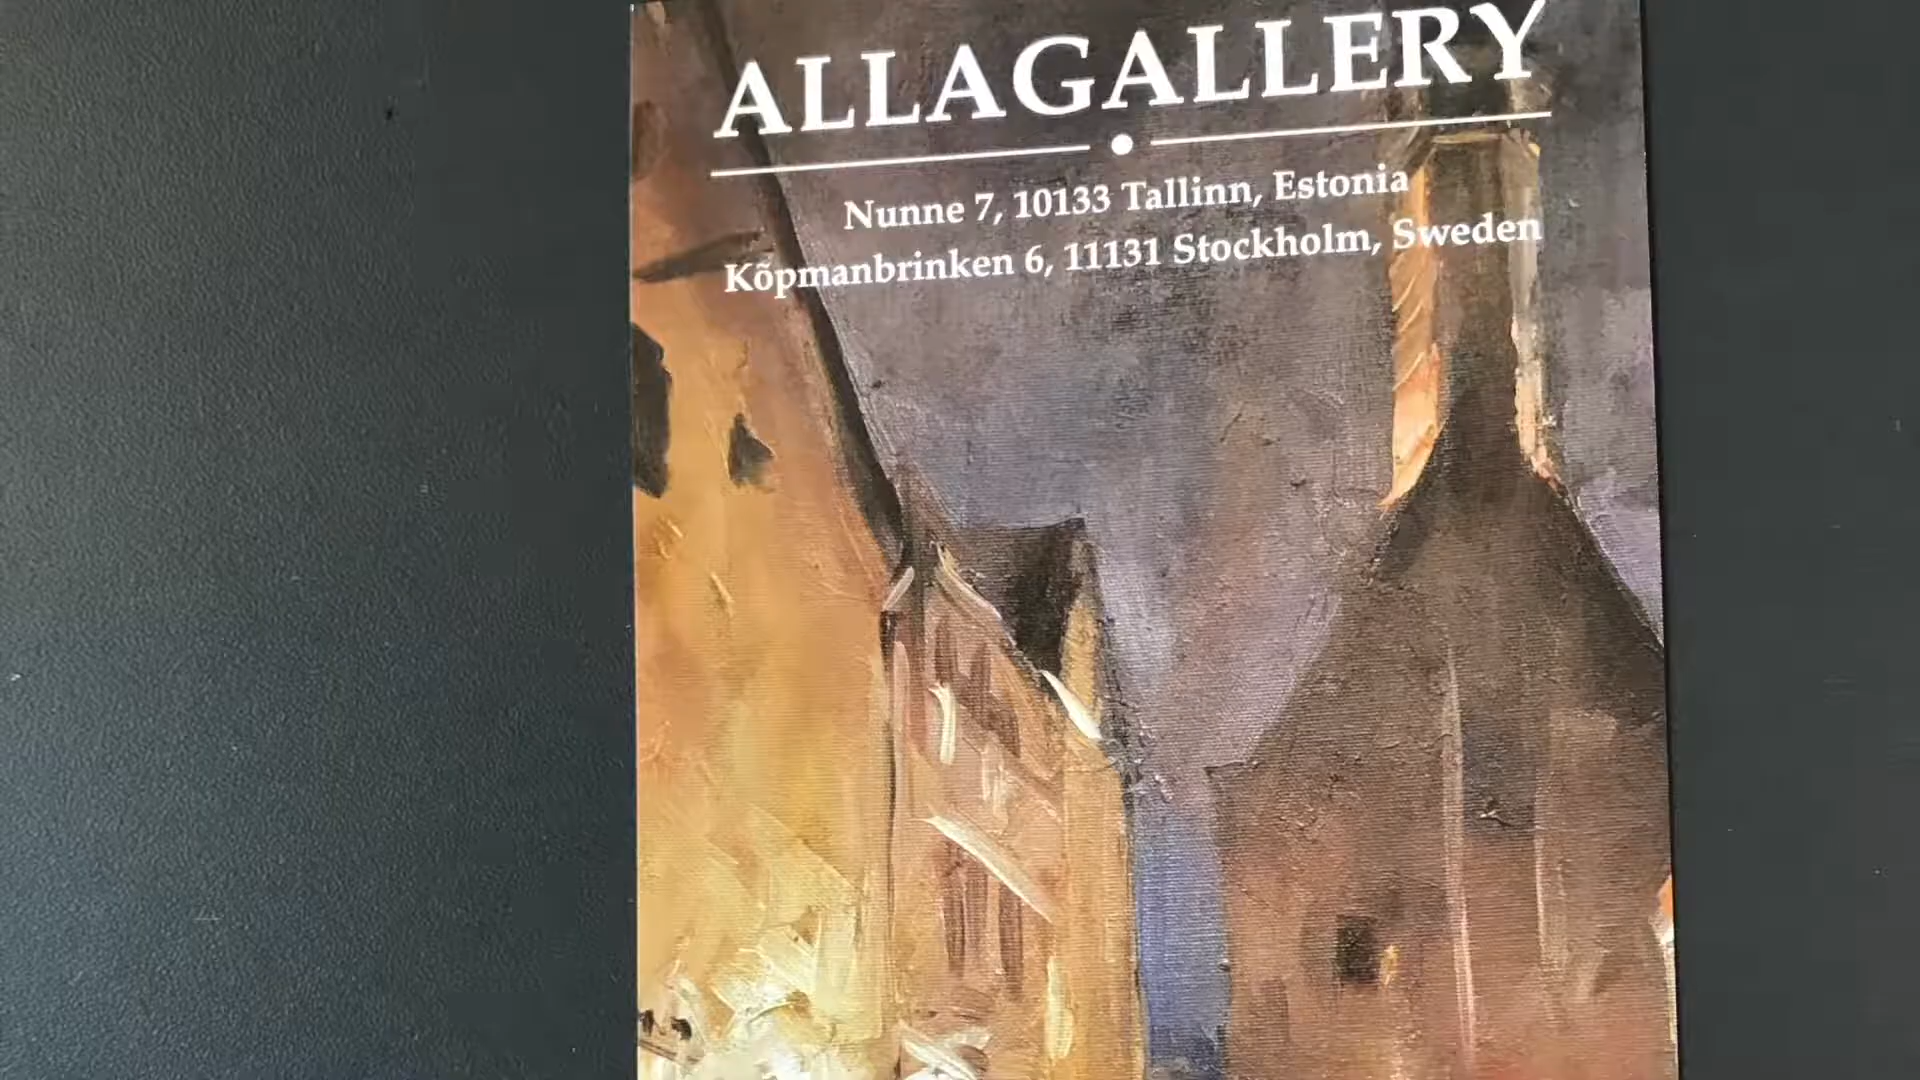 ALLAGALLERY
Nunne 7, 10133 Tallinn, Estonia
Kõpmanbrinken 6, 11131 Stockholm, Sweden